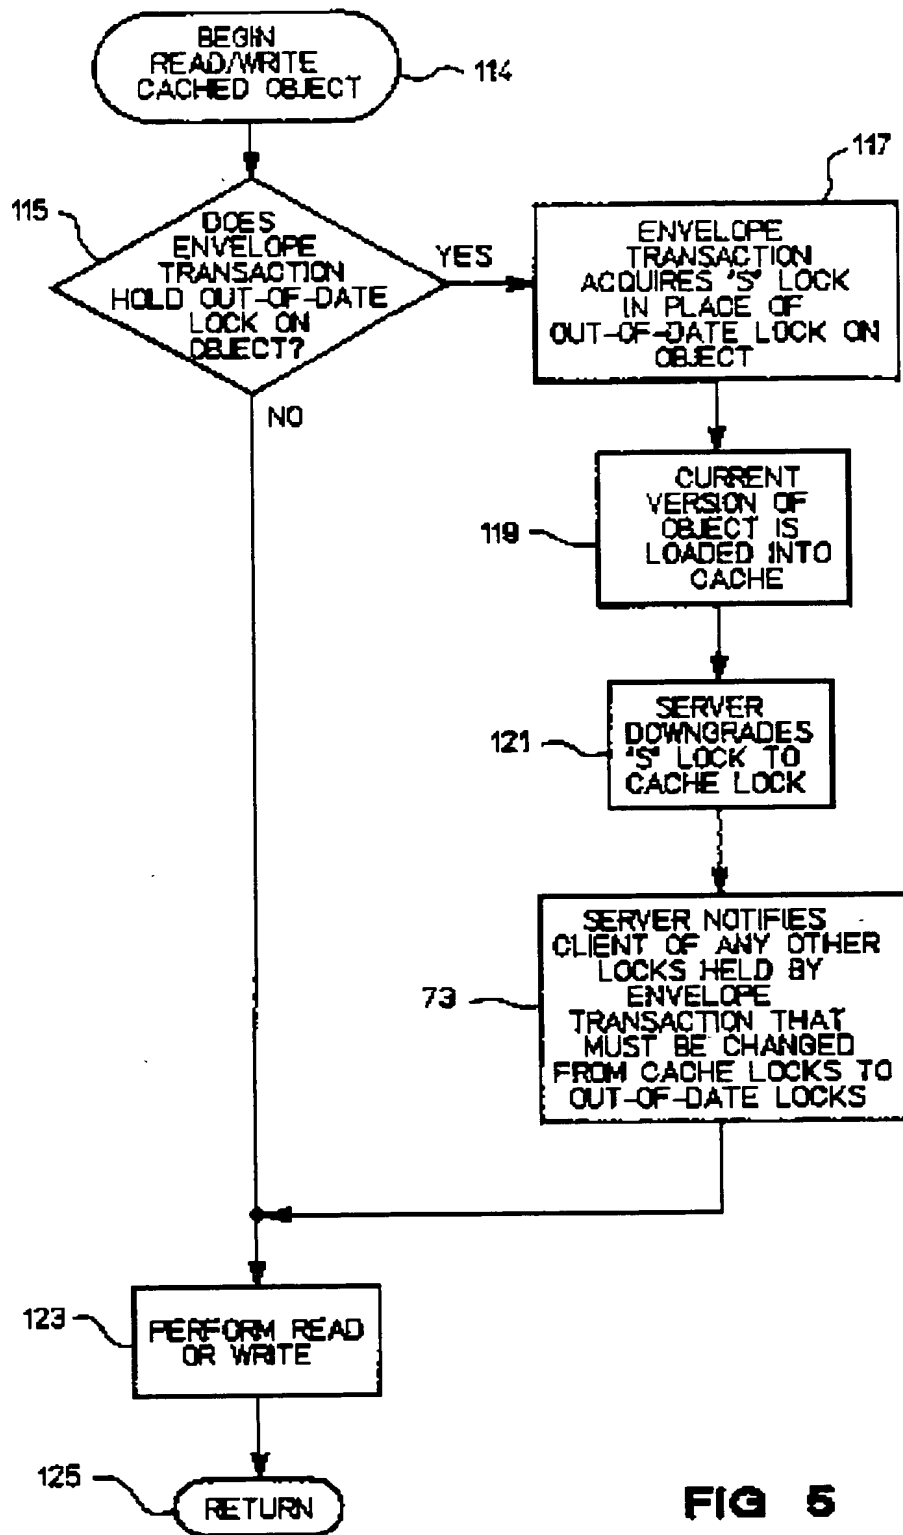 BEGIN
READ/WRITE
CACHED OBJECT
114
115
DOES
ENVELOPE
TRANSACTION
HOLD OUT-OF-DATE
LOCK ON
OBJECT?
YES
NO
117
ENVELOPE
TRANSACTION
ACQUIRES "S" LOCK
IN PLACE OF
OUT-OF-DATE LOCK ON
OBJECT
119
CURRENT
VERSION OF
OBJECT IS
LOADED INTO
CACHE
121
SERVER
DOWNGRADES
"S" LOCK TO
CACHE LOCK
73
SERVER NOTIFIES
CLIENT OF ANY OTHER
LOCKS HELD BY
ENVELOPE
TRANSACTION THAT
MUST BE CHANGED
FROM CACHE LOCKS TO
OUT-OF-DATE LOCKS
123
PERFORM READ
OR WRITE
125
RETURN
FIG 5